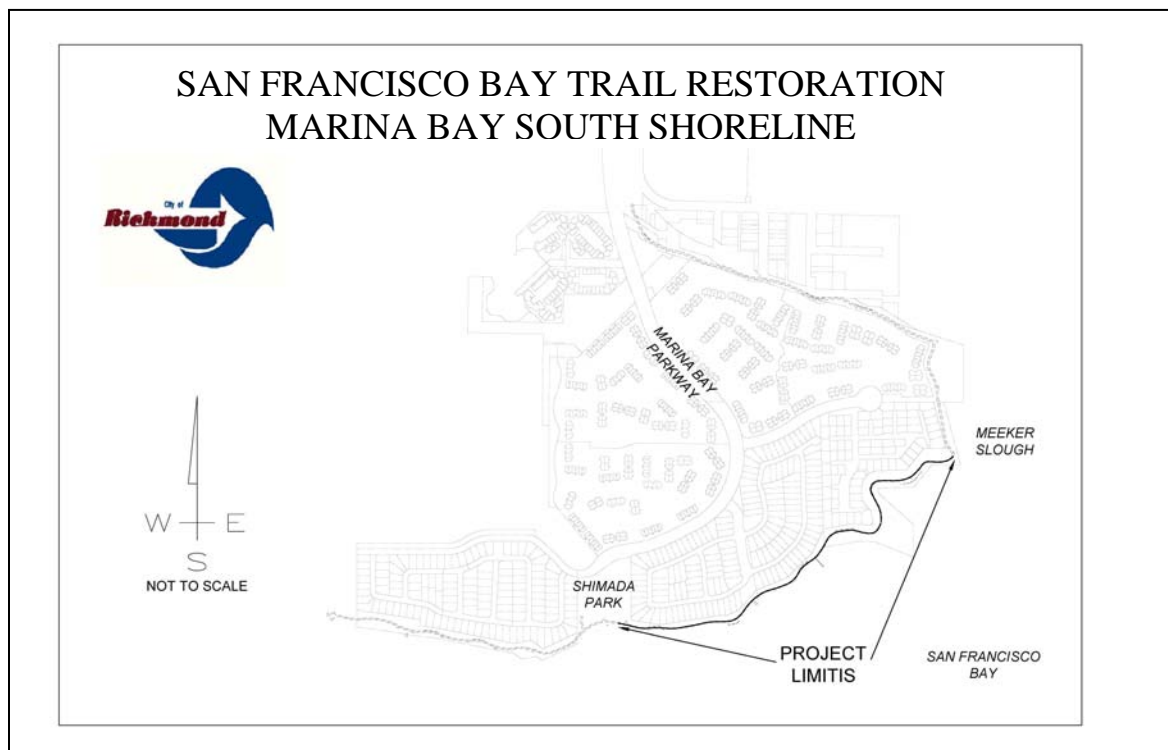 SAN FRANCISCO BAY TRAIL RESTORATION
MARINA BAY SOUTH SHORELINE
City of
Richmond
MARINA BAY
PARKWAY
MEEKER
SLOUGH
W E
S
NOT TO SCALE
SHIMADA
PARK
PROJECT
LIMITIS
SAN FRANCISCO
BAY